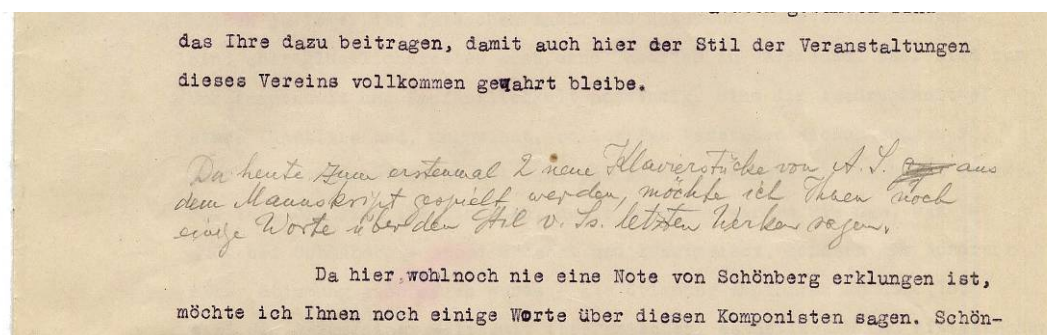 das Ihre dazu beitragen, damit auch hier der Stil der Veranstaltungen
dieses Vereins vollkommen gewahrt bleibe.
Da heute zum erstenmal 2 neue Klavierstücke von A. S. aus
dem Manuskript gespielt werden, möchte ich Ihnen noch
einige Worte über den Stil v. Ss. letzten Werken sagen.
Da hier wohlnoch nie eine Note von Schönberg erklungen ist,
möchte ich Ihnen noch einige Worte über diesen Komponisten sagen. Schön-